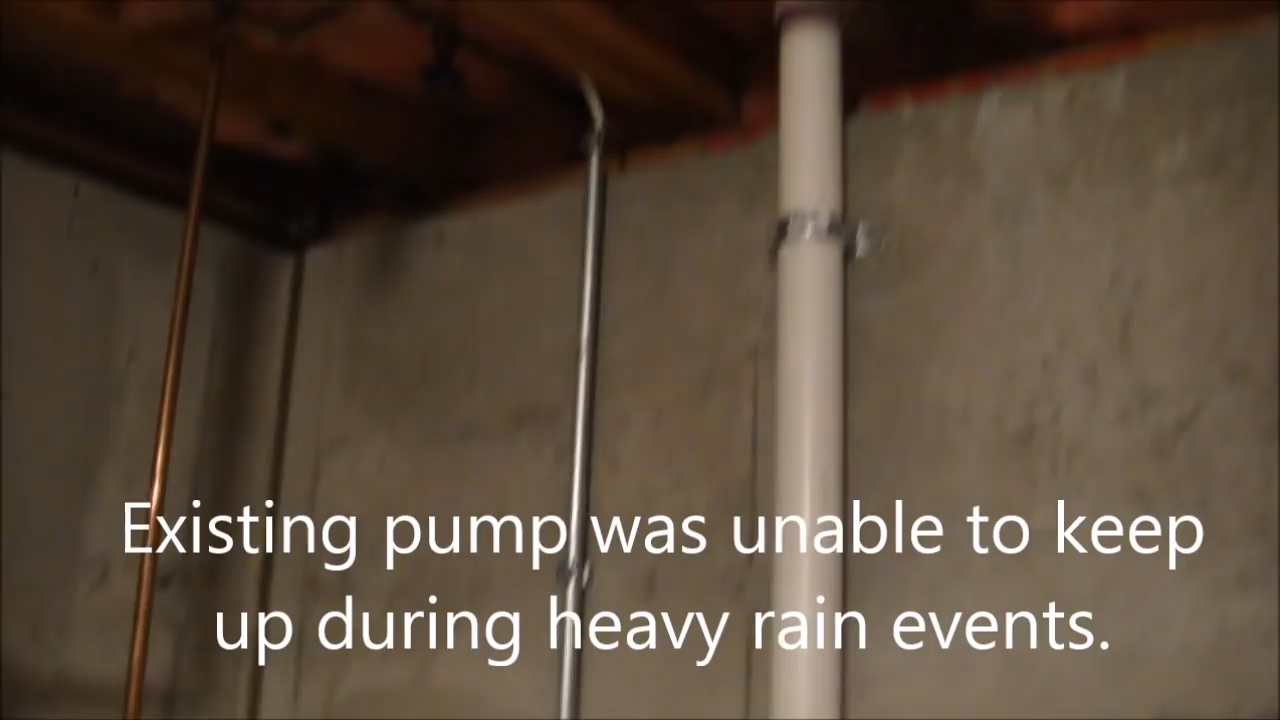 Existing pump was unable to keep
up during heavy rain events.